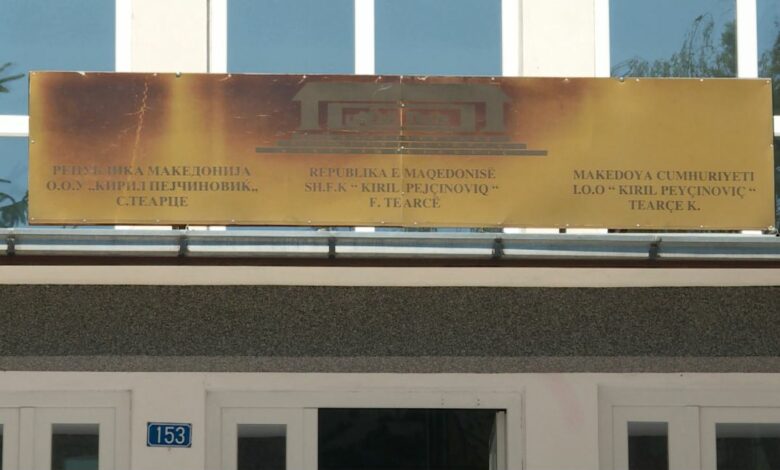 РЕПУБЛИКА МАКЕДОНИЈА
О.О.У „КИРИЛ ПЕЈЧИНОВИК„
С.ТЕАРЦЕ
REPUBLIKA E MAQEDONISË
SH.F.K “ KIRIL PEJÇINOVIQ “
F. TEARCË
MAKEDOYA CUMHURIYETI
I.O.O “ KIRIL PEYÇINOVIÇ “
TEARÇE K.
153